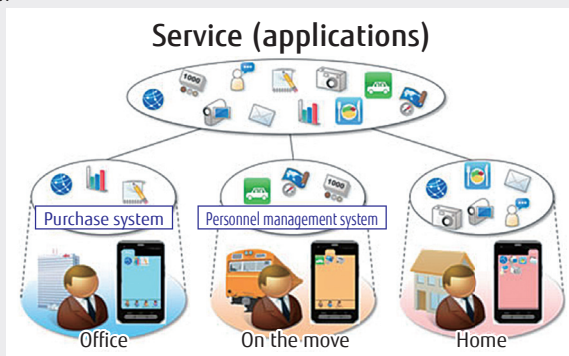 Service (applications)
1000
1000
Purchase system
Personnel management system
Office
On the move
Home